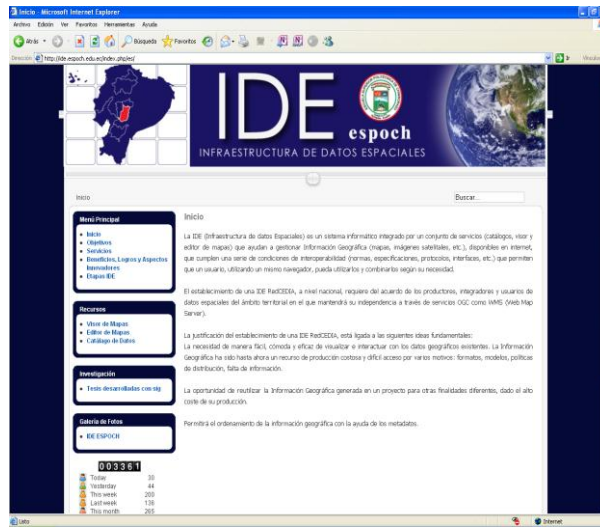 Inicio - Microsoft Internet Explorer
Archivo Edición Ver Favoritos Herramientas Ayuda
Atrás Búsqueda Favoritos
Dirección http://ide.espoch.edu.ec/index.php/es/ Ir Vínculos
IDE
espoch
INFRAESTRUCTURA DE DATOS ESPACIALES
Inicio
Buscar...
Menú Principal
Inicio
Objetivos
Servicios
Beneficios, Logros y Aspectos
Innovadores
Etapas IDE
Recursos
Visor de Mapas
Editor de Mapas
Catálogo de Datos
Investigación
Tesis desarrolladas con sig
Galería de Fotos
IDE ESPOCH
003361
Today 30
Yesterday 44
This week 200
Last week 136
This month 265
Inicio
La IDE (Infraestructura de datos Espaciales) es un sistema informático integrado por un conjunto de servicios (catálogos, visor y
editor de mapas) que ayudan a gestionar Información Geográfica (mapas, imágenes satelitales, etc.), disponibles en internet,
que cumplen una serie de condiciones de interoperabilidad (normas, especificaciones, protocolos, interfaces, etc.) que permiten
que un usuario, utilizando un mismo navegador, pueda utilizarlos y combinarlos según su necesidad.
El establecimiento de una IDE RedCEDIA, a nivel nacional, requiere del acuerdo de los productores, integradores y usuarios de
datos espaciales del ámbito territorial en el que mantendrá su independencia a través de servicios OGC como WMS (Web Map
Server).
La justificación del establecimiento de una IDE RedCEDIA, está ligada a las siguientes ideas fundamentales:
La necesidad de manera fácil, cómoda y eficaz de visualizar e interactuar con los datos geográficos existentes. La Información
Geográfica ha sido hasta ahora un recurso de producción costosa y difícil acceso por varios motivos: formatos, modelos, políticas
de distribución, falta de información.
La oportunidad de reutilizar la Información Geográfica generada en un proyecto para otras finalidades diferentes, dado el alto
coste de su producción.
Permitirá el ordenamiento de la información geográfica con la ayuda de los metadatos.
Listo
Internet